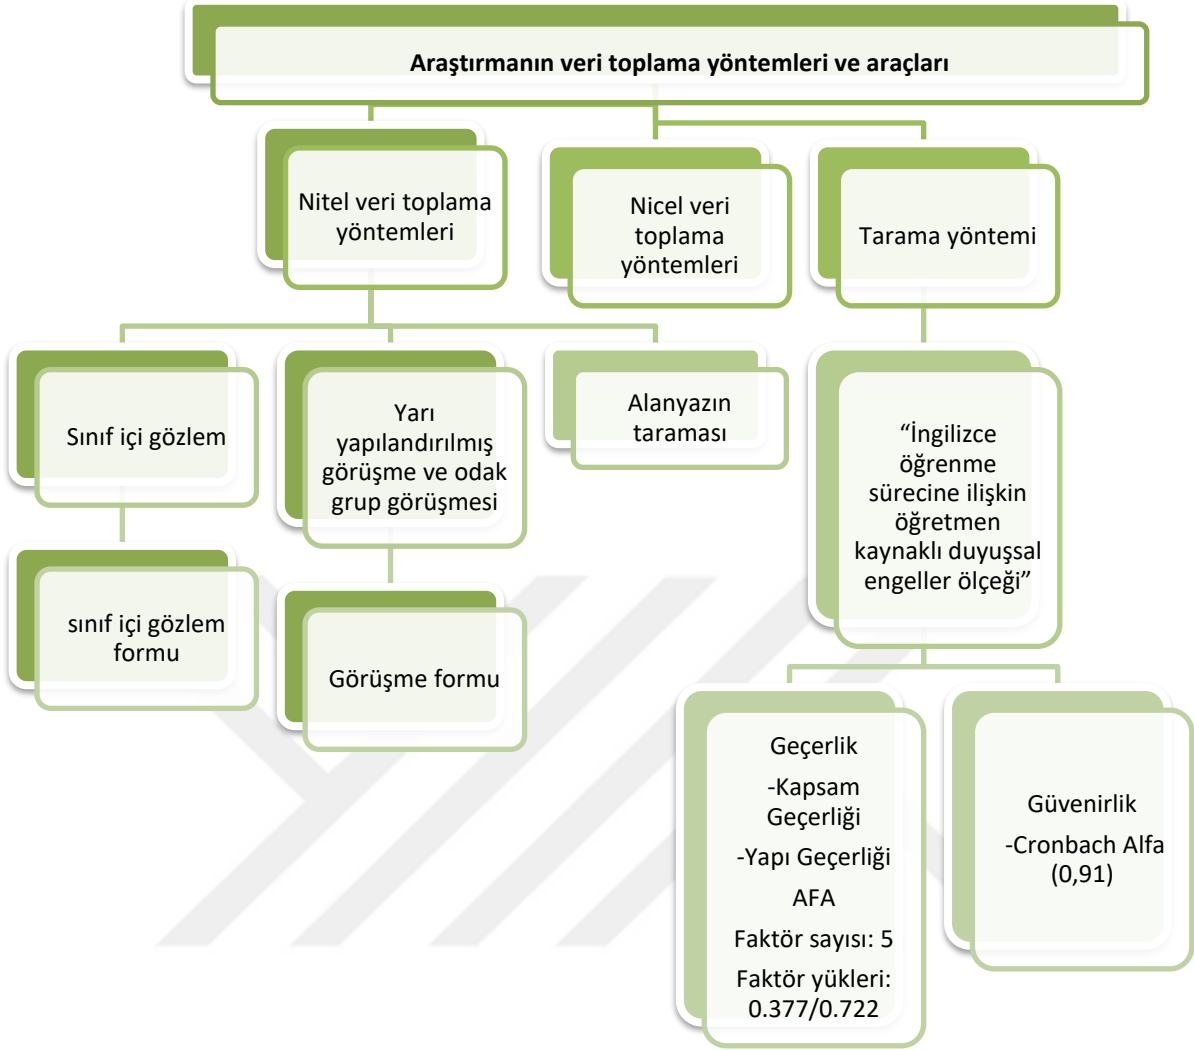 Araştırmanın veri toplama yöntemleri ve araçları
Nitel veri toplama
yöntemleri
Nicel veri
toplama
yöntemleri
Tarama yöntemi
Sınıf içi gözlem
Yarı
yapılandırılmış
görüşme ve odak
grup görüşmesi
Alanyazın
taraması
“İngilizce
öğrenme
sürecine ilişkin
öğretmen
kaynaklı duyuşsal
engeller ölçeği”
sınıf içi gözlem
formu
Görüşme formu
Geçerlik
-Kapsam
Geçerliği
-Yapı Geçerliği
AFA
Faktör sayısı: 5
Faktör yükleri:
0.377/0.722
Güvenirlik
-Cronbach Alfa
(0,91)